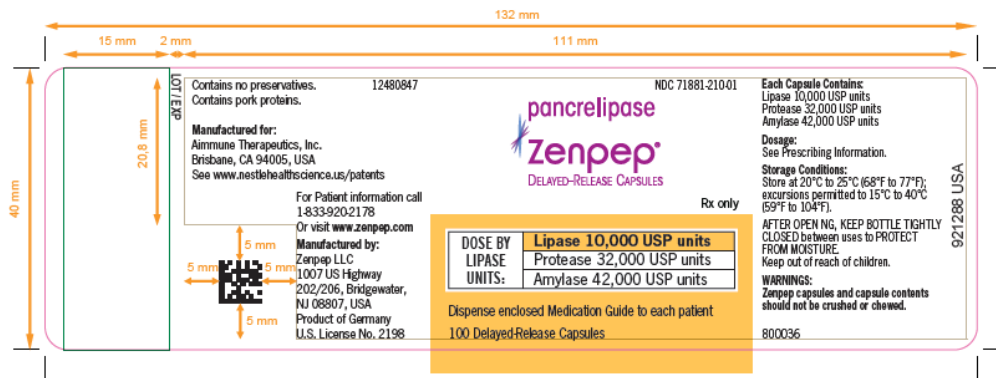 132 mm
15 mm
2 mm
111 mm
40 mm
20,8 mm
LOT / EXP
Contains no preservatives. 12480847
Contains pork proteins.
Manufactured for:
Aimmune Therapeutics, Inc.
Brisbane, CA 94005, USA
See www.nestlehealthscience.us/patents
For Patient information call
1-833-920-2178
Or visit www.zenpep.com
Manufactured by:
Zenpep LLC
1007 US Highway
202/206, Bridgewater,
NJ 08807, USA
Product of Germany
U.S. License No. 2198
5 mm
5 mm
5 mm
5 mm
NDC 71881-210-01
pancrelipase
Zenpep®
DELAYED-RELEASE CAPSULES
Rx only
DOSE BY
LIPASE
UNITS:
Lipase 10,000 USP units
Protease 32,000 USP units
Amylase 42,000 USP units
Dispense enclosed Medication Guide to each patient
100 Delayed-Release Capsules
Each Capsule Contains:
Lipase 10,000 USP units
Protease 32,000 USP units
Amylase 42,000 USP units
Dosage:
See Prescribing Information.
Storage Conditions:
Store at 20°C to 25°C (68°F to 77°F);
excursions permitted to 15°C to 40°C
(59°F to 104°F).
AFTER OPEN NG, KEEP BOTTLE TIGHTLY
CLOSED between uses to PROTECT
FROM MOISTURE.
Keep out of reach of children.
WARNINGS:
Zenpep capsules and capsule contents
should not be crushed or chewed.
800036
921288 USA